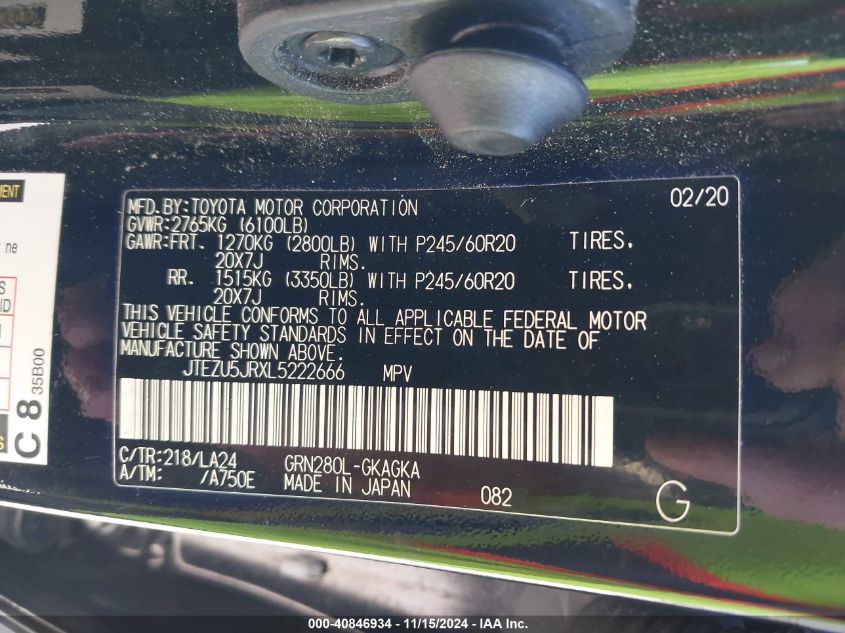 MFD.BY:TOYOTA MOTOR CORPORATION 02/20
GVWR:2765KG (6100LB)
GAWR:FRT. 1270KG (2800LB) WITH P245/60R20 TIRES.
20X7J RIMS.
RR. 1515KG (3350LB) WITH P245/60R20 TIRES.
20X7J RIMS.
THIS VEHICLE CONFORMS TO ALL APPLICABLE FEDERAL MOTOR
VEHICLE SAFETY STANDARDS IN EFFECT ON THE DATE OF
MANUFACTURE SHOWN ABOVE.
JTEZU5JRXL5222666 MPV
C/TR:218/LA24 GRN280L-GKAGKA
A/TM: /A750E MADE IN JAPAN 082 G
MENT
ne
S
ID
C 8 35B00
S
000-40846934 - 11/15/2024 - IAA Inc.